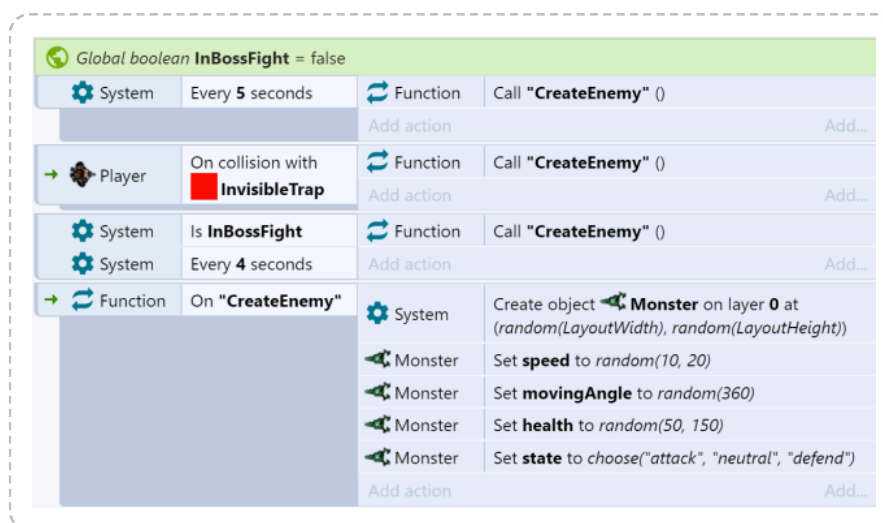 Global boolean InBossFight = false
System Every 5 seconds Function Call "CreateEnemy" ()
Add action Add...
Player On collision with InvisibleTrap Function Call "CreateEnemy" ()
Add action Add...
System Is InBossFight Function Call "CreateEnemy" ()
System Every 4 seconds Add action Add...
Function On "CreateEnemy" System Create object Monster on layer 0 at
(random(LayoutWidth), random(LayoutHeight))
Monster Set speed to random(10, 20)
Monster Set movingAngle to random(360)
Monster Set health to random(50, 150)
Monster Set state to choose("attack", "neutral", "defend")
Add action Add...